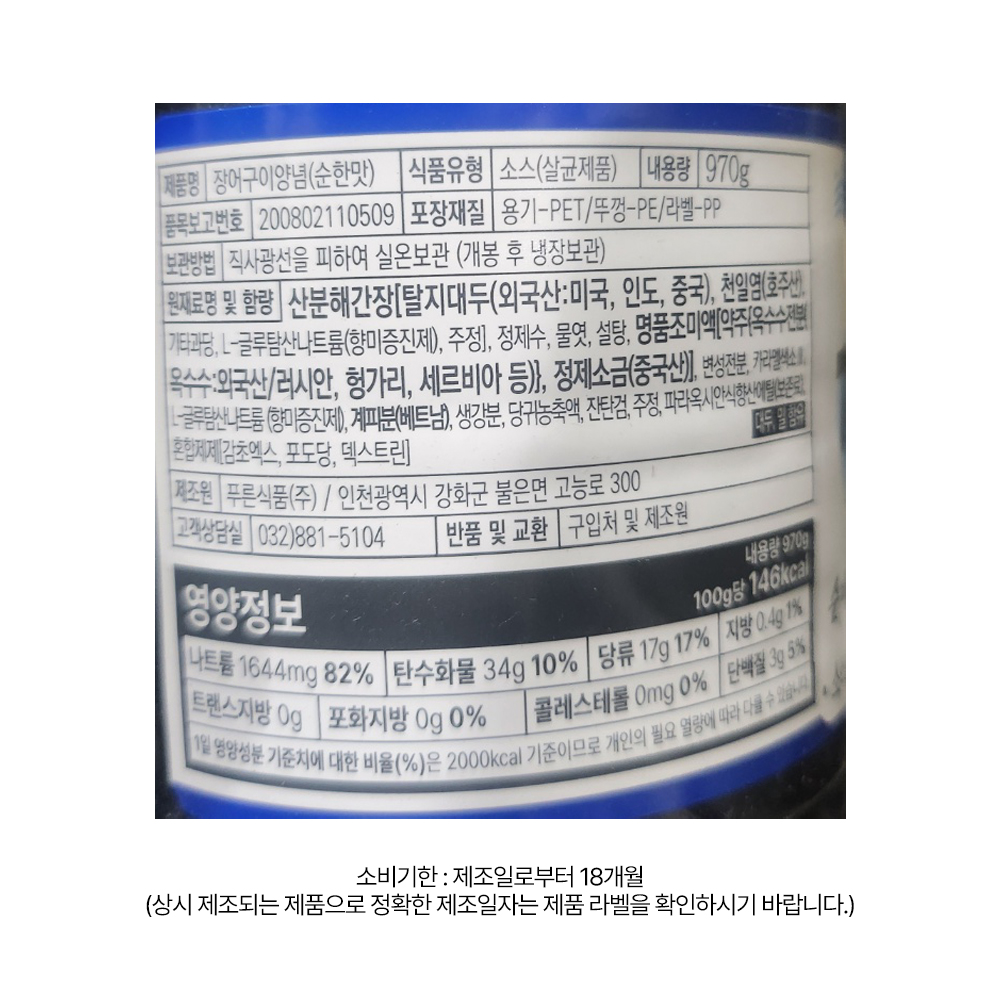 제품명 장어구이양념(순한맛) 식품유형 소스(살균제품) 내용량 970g
품목보고번호 200802110509 포장재질 용기-PET/뚜껑-PE/라벨-PP
보관방법 직사광선을 피하여 실온보관 (개봉 후 냉장보관)
원재료명 및 함량 산분해간장[탈지대두(외국산:미국, 인도, 중국), 천일염(호주산),
기타과당, L-글루탐산나트륨(향미증진제), 주정], 정제수, 물엿, 설탕, 명품조미액[약주{옥수수전분(
옥수수:외국산/러시안, 헝가리, 세르비아 등)}, 정제소금(중국산)], 변성전분, 카라멜색소Ⅲ,
L-글루탐산나트륨 (향미증진제), 계피분(베트남), 생강분, 당귀농축액, 잔탄검, 주정, 파라옥시안식향산에틸(보존료),
혼합제제[감초엑스, 포도당, 덱스트린] 대두, 밀 함유
제조원 푸른식품(주) / 인천광역시 강화군 불은면 고능로 300
고객상담실 032)881-5104 반품 및 교환 구입처 및 제조원
영양정보 내용량 970g
100g당 146kcal
나트륨 1644mg 82% 탄수화물 34g 10% 당류 17g 17% 지방 0.4g 1%
트랜스지방 0g 포화지방 0g 0% 콜레스테롤 0mg 0% 단백질 3g 5%
1일 영양성분 기준치에 대한 비율(%)은 2000kcal 기준이므로 개인의 필요 열량에 따라 다를 수 있습니다.
소비기한 : 제조일로부터 18개월
(상시 제조되는 제품으로 정확한 제조일자는 제품 라벨을 확인하시기 바랍니다.)